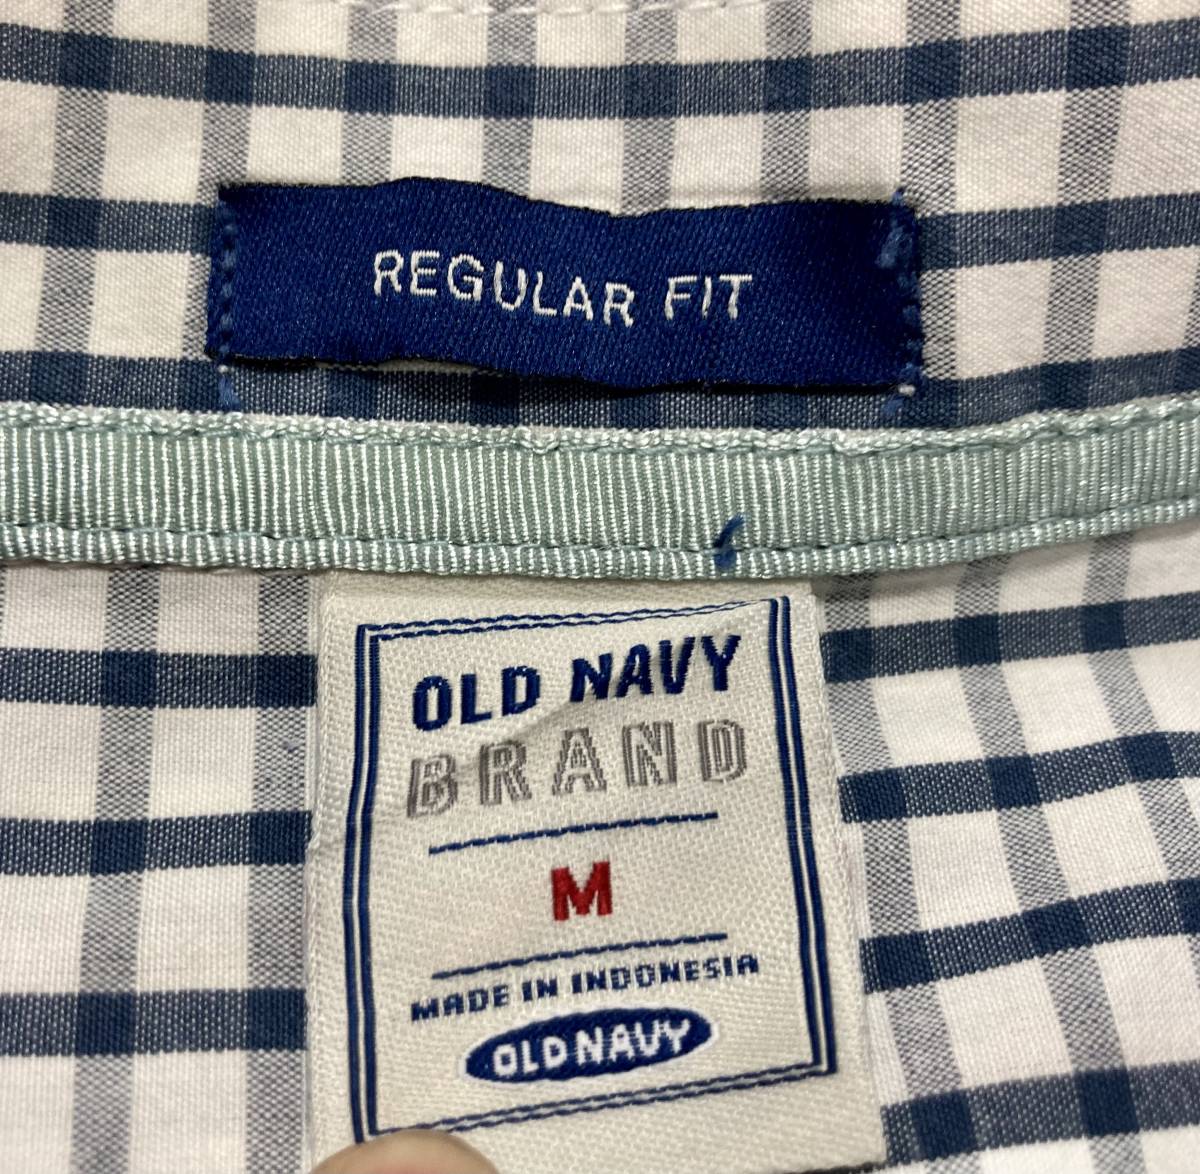 REGULAR FIT
OLD NAVY
BRAND
M
MADE IN INDONESIA
OLD NAVY